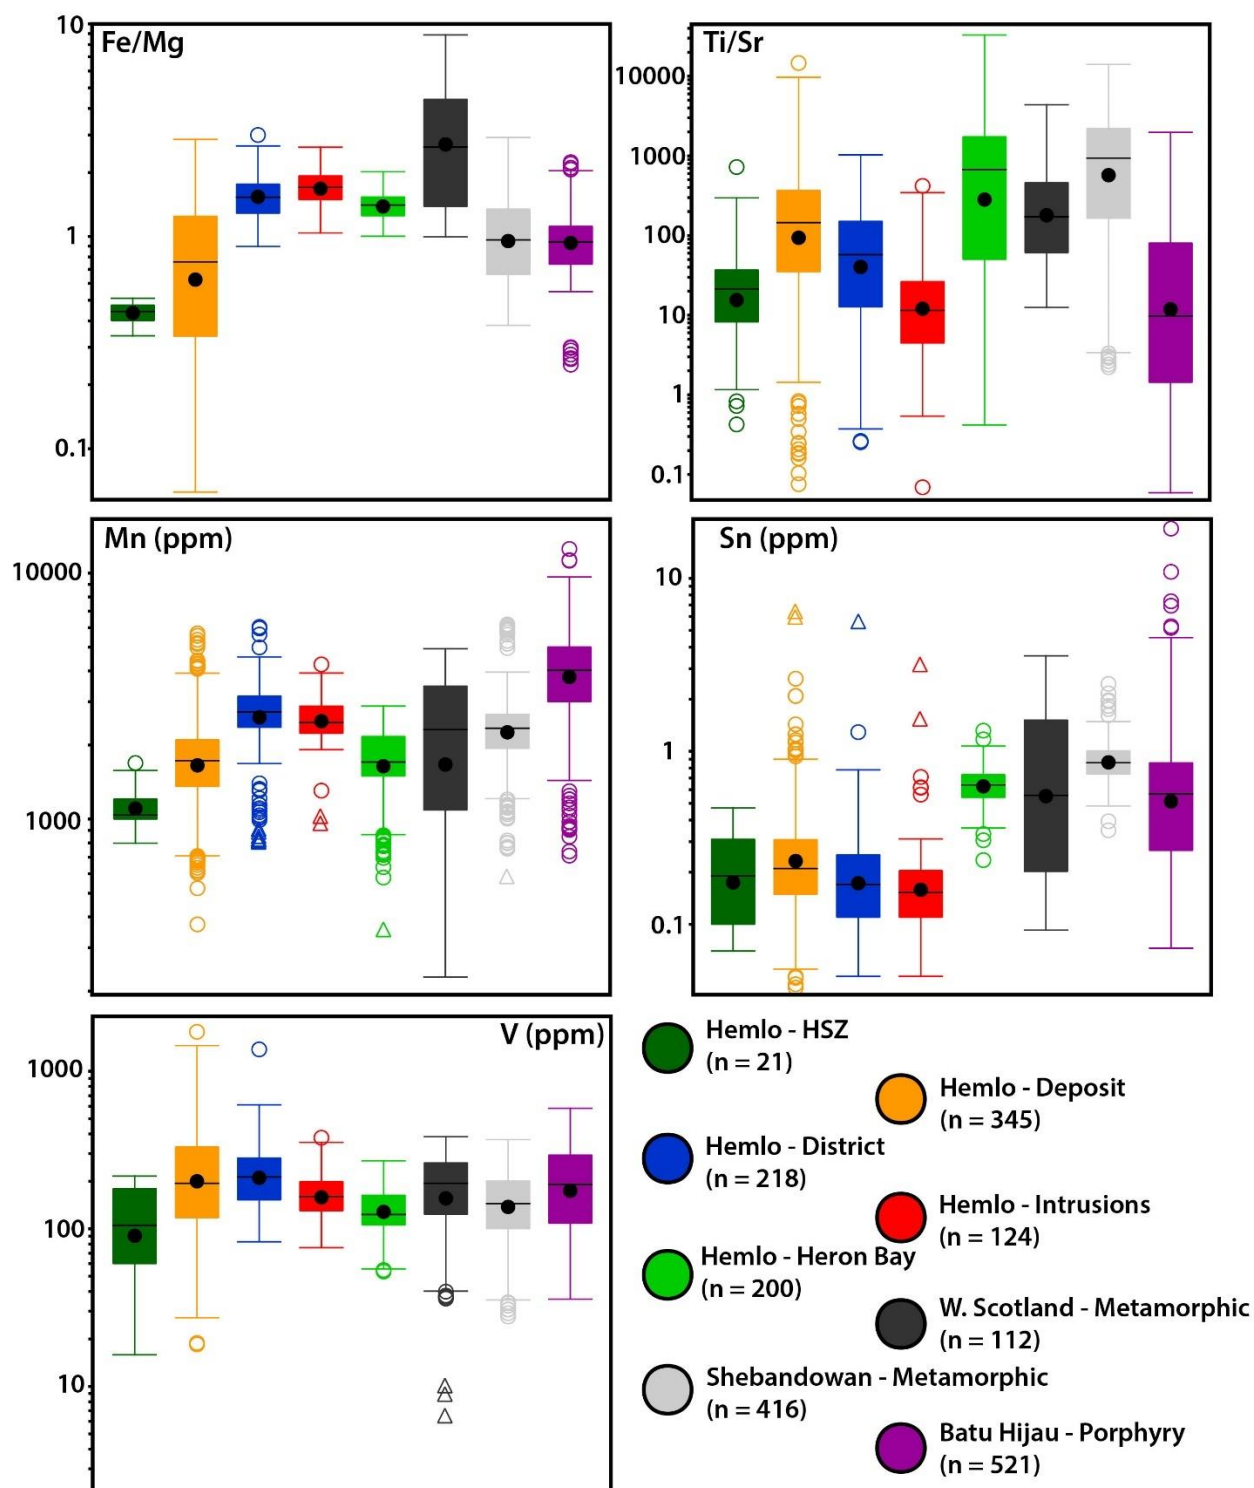 Fe/Mg
10
1
0.1
Ti/Sr
10000
1000
100
10
1
0.1
Mn (ppm)
10000
1000
Sn (ppm)
10
1
0.1
V (ppm)
1000
100
10
Hemlo - HSZ
(n = 21)
Hemlo - Deposit
(n = 345)
Hemlo - District
(n = 218)
Hemlo - Intrusions
(n = 124)
Hemlo - Heron Bay
(n = 200)
W. Scotland - Metamorphic
(n = 112)
Shebandowan - Metamorphic
(n = 416)
Batu Hijau - Porphyry
(n = 521)